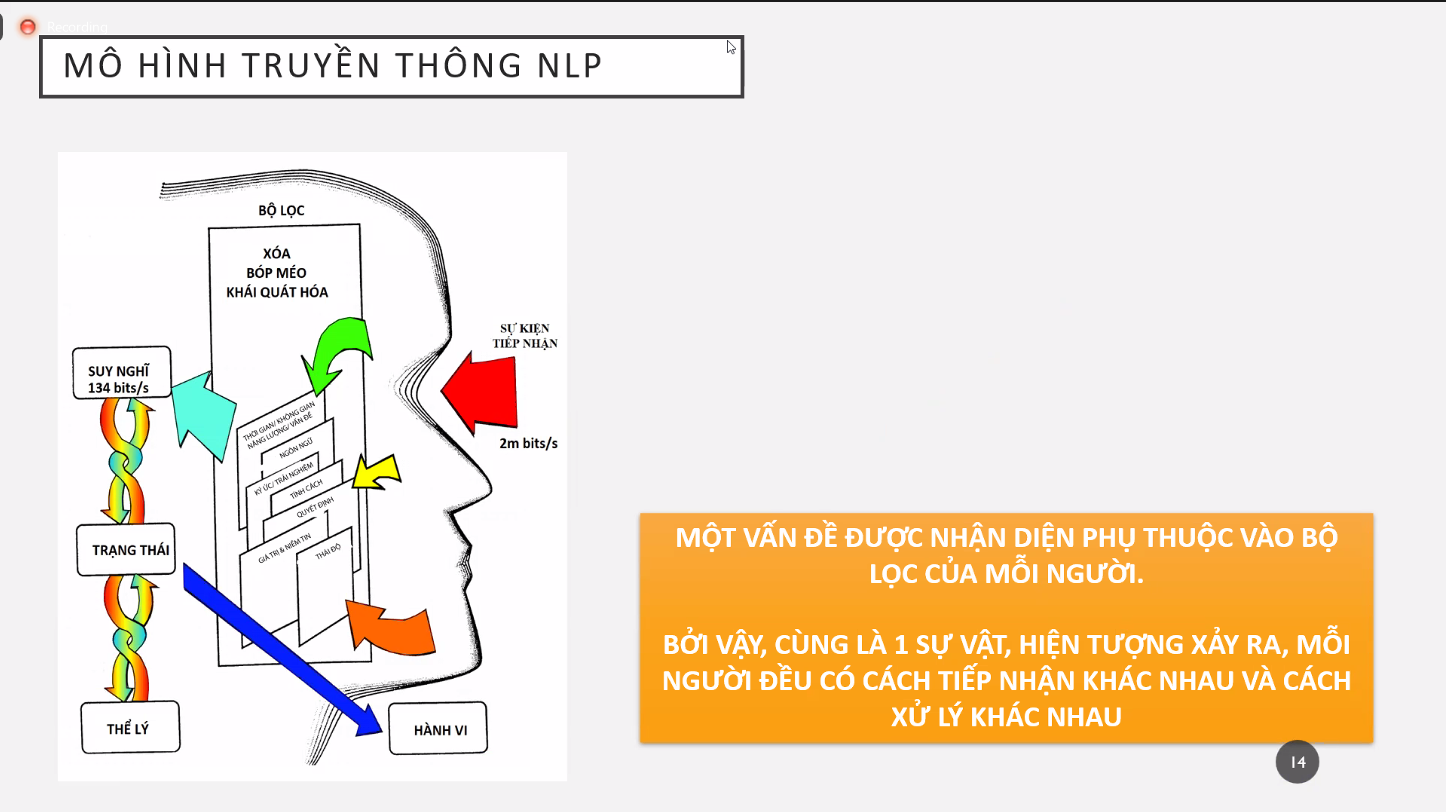 Recording
MÔ HÌNH TRUYỀN THÔNG NLP
BỘ LỌC
XÓA
BÓP MÉO
KHÁI QUÁT HÓA
SỰ KIỆN
TIẾP NHẬN
2m bits/s
SUY NGHĨ
134 bits/s
THỜI GIAN/ KHÔNG GIAN
NĂNG LƯỢNG/ VẤN ĐỀ
NGÔN NGỮ
KÝ ỨC/ TRẢI NGHIỆM
TÍNH CÁCH
QUYẾT ĐỊNH
GIÁ TRỊ & NIỀM TIN
THÁI ĐỘ
TRẠNG THÁI
THỂ LÝ
HÀNH VI
MỘT VẤN ĐỀ ĐƯỢC NHẬN DIỆN PHỤ THUỘC VÀO BỘ
LỌC CỦA MỖI NGƯỜI.
BỞI VẬY, CÙNG LÀ 1 SỰ VẬT, HIỆN TƯỢNG XẢY RA, MỖI
NGƯỜI ĐỀU CÓ CÁCH TIẾP NHẬN KHÁC NHAU VÀ CÁCH
XỬ LÝ KHÁC NHAU
14